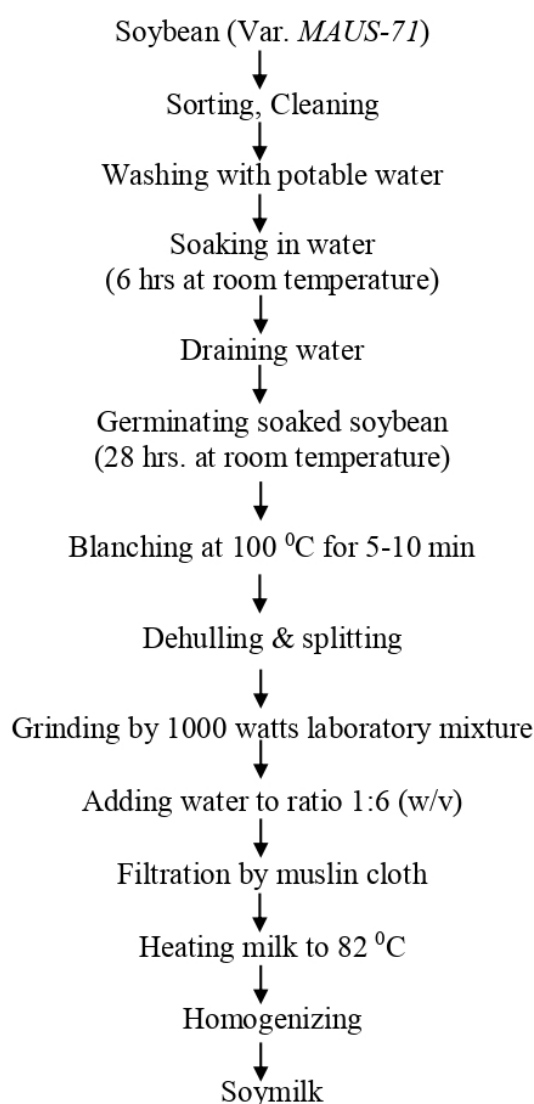 Soybean (Var. MAUS-71)
Sorting, Cleaning
Washing with potable water
Soaking in water
(6 hrs at room temperature)
Draining water
Germinating soaked soybean
(28 hrs. at room temperature)
Blanching at 100 ⁰C for 5-10 min
Dehulling & splitting
Grinding by 1000 watts laboratory mixture
Adding water to ratio 1:6 (w/v)
Filtration by muslin cloth
Heating milk to 82 ⁰C
Homogenizing
Soymilk